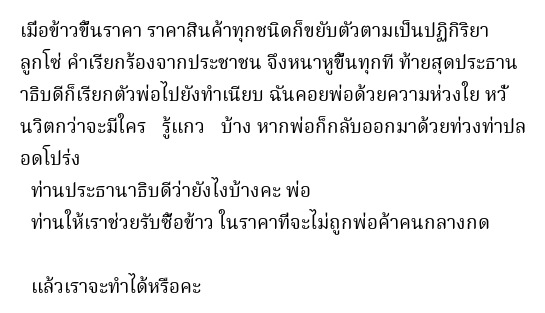 เมื่อข้าวขึ้นราคา ราคาสินค้าทุกชนิดก็ขยับตัวตามเป็นปฏิกิริยา
ลูกโซ่ คำเรียกร้องจากประชาชน จึงหนาหูขึ้นทุกที ท้ายสุดประธาน
าธิบดีก็เรียกตัวพ่อไปยังทำเนียบ ฉันคอยพ่อด้วยความห่วงใย หวั่
นวิตกว่าจะมีใคร รู้แกว บ้าง หากพ่อก็กลับออกมาด้วยท่วงท่าปล
อดโปร่ง
ท่านประธานาธิบดีว่ายังไงบ้างคะ พ่อ
ท่านให้เราช่วยรับซื้อข้าว ในราคาที่จะไม่ถูกพ่อค้าคนกลางกด
แล้วเราจะทำได้หรือคะ